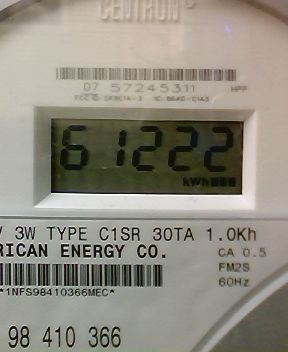 CENTRON®
07 57245311
61222
kWh
3W TYPE C1SR 30TA 1.0Kh
RICAN ENERGY CO.
CA 0.5
FM2S
60Hz
*1NFS98410366MEC*
98 410 366